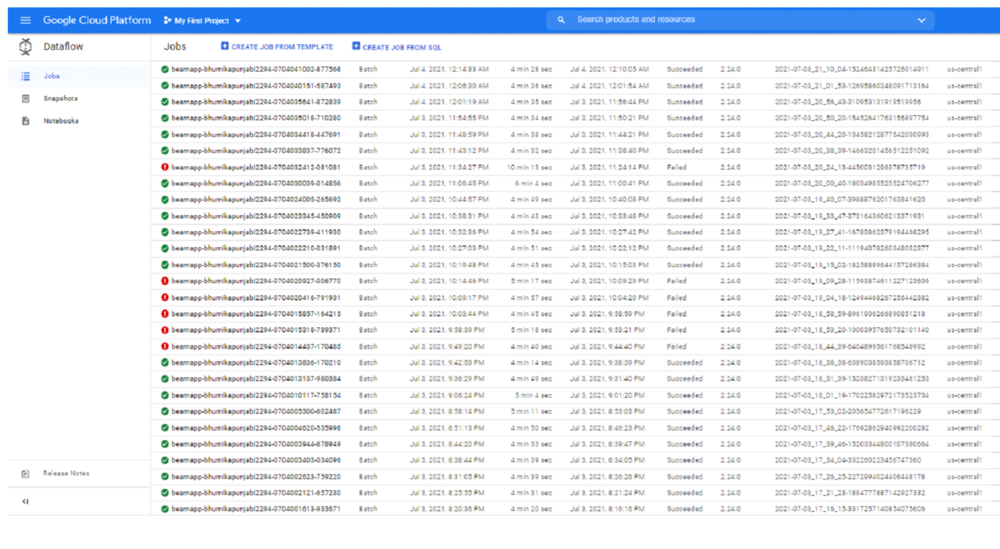 Google Cloud Platform My First Project Search products and resources
Dataflow Jobs CREATE JOB FROM TEMPLATE CREATE JOB FROM SQL
Jobs
Snapshots
Notebooks
Release Notes
beamapp-bhumikapunjabi2294-0704041002-877568 Batch Jul 4, 2021, 12:14:33 AM 4 min 28 sec Jul 4, 2021, 12:10:05 AM Succeeded 2.24.0 2021-07-03_21_10_04-15246431425726014911 us-central1
beamapp-bhumikapunjabi2294-0704040151-587493 Batch Jul 4, 2021, 12:06:30 AM 4 min 36 sec Jul 4, 2021, 12:01:54 AM Succeeded 2.24.0 2021-07-03_21_01_53-12695860348091713164 us-central1
beamapp-bhumikapunjabi2294-0704035641-872839 Batch Jul 4, 2021, 12:01:19 AM 4 min 35 sec Jul 3, 2021, 11:56:44 PM Succeeded 2.24.0 2021-07-03_20_56_43-310953131919519956 us-central1
beamapp-bhumikapunjabi2294-0704035018-710280 Batch Jul 3, 2021, 11:54:55 PM 4 min 34 sec Jul 3, 2021, 11:50:21 PM Succeeded 2.24.0 2021-07-03_20_50_20-15452641763156897754 us-central1
beamapp-bhumikapunjabi2294-0704034418-447691 Batch Jul 3, 2021, 11:48:59 PM 4 min 38 sec Jul 3, 2021, 11:44:21 PM Succeeded 2.24.0 2021-07-03_20_44_20-13458212877542030993 us-central1
beamapp-bhumikapunjabi2294-0704033837-776072 Batch Jul 3, 2021, 11:43:12 PM 4 min 32 sec Jul 3, 2021, 11:38:40 PM Succeeded 2.24.0 2021-07-03_20_38_39-14663201456512251092 us-central1
beamapp-bhumikapunjabi2294-0704032412-081081 Batch Jul 3, 2021, 11:34:27 PM 10 min 13 sec Jul 3, 2021, 11:24:14 PM Failed 2.24.0 2021-07-03_20_24_13-4450031296378735719 us-central1
beamapp-bhumikapunjabi2294-0704030039-014856 Batch Jul 3, 2021, 11:06:45 PM 6 min 4 sec Jul 3, 2021, 11:00:41 PM Succeeded 2.24.0 2021-07-03_20_00_40-18034985525524706277 us-central1
beamapp-bhumikapunjabi2294-0704024005-265692 Batch Jul 3, 2021, 10:44:57 PM 4 min 49 sec Jul 3, 2021, 10:40:08 PM Succeeded 2.24.0 2021-07-03_19_40_07-3988876201763841620 us-central1
beamapp-bhumikapunjabi2294-0704023345-450909 Batch Jul 3, 2021, 10:38:31 PM 4 min 43 sec Jul 3, 2021, 10:33:48 PM Succeeded 2.24.0 2021-07-03_19_33_47-3731643606213371931 us-central1
beamapp-bhumikapunjabi2294-0704022739-411930 Batch Jul 3, 2021, 10:32:36 PM 4 min 54 sec Jul 3, 2021, 10:27:42 PM Succeeded 2.24.0 2021-07-03_19_27_41-16783862379194468295 us-central1
beamapp-bhumikapunjabi2294-0704022210-031891 Batch Jul 3, 2021, 10:27:03 PM 4 min 51 sec Jul 3, 2021, 10:22:12 PM Succeeded 2.24.0 2021-07-03_19_22_11-11194078260348032377 us-central1
beamapp-bhumikapunjabi2294-0704021500-376150 Batch Jul 3, 2021, 10:19:48 PM 4 min 45 sec Jul 3, 2021, 10:15:03 PM Succeeded 2.24.0 2021-07-03_19_15_02-18258889644157286384 us-central1
beamapp-bhumikapunjabi2294-0704020927-006770 Batch Jul 3, 2021, 10:14:46 PM 5 min 17 sec Jul 3, 2021, 10:09:29 PM Failed 2.24.0 2021-07-03_19_09_28-11593874611227123606 us-central1
beamapp-bhumikapunjabi2294-0704020416-791931 Batch Jul 3, 2021, 10:09:17 PM 4 min 57 sec Jul 3, 2021, 10:04:20 PM Failed 2.24.0 2021-07-03_19_04_18-12494468267256442382 us-central1
beamapp-bhumikapunjabi2294-0704015857-164215 Batch Jul 3, 2021, 10:03:44 PM 4 min 45 sec Jul 3, 2021, 9:58:59 PM Failed 2.24.0 2021-07-03_18_58_59-8961906266890851218 us-central1
beamapp-bhumikapunjabi2294-0704015318-789371 Batch Jul 3, 2021, 9:58:39 PM 5 min 18 sec Jul 3, 2021, 9:53:21 PM Failed 2.24.0 2021-07-03_18_53_20-10003957650732101140 us-central1
beamapp-bhumikapunjabi2294-0704014437-170485 Batch Jul 3, 2021, 9:49:20 PM 4 min 40 sec Jul 3, 2021, 9:44:40 PM Failed 2.24.0 2021-07-03_18_44_39-6404899561768548992 us-central1
beamapp-bhumikapunjabi2294-0704013836-170210 Batch Jul 3, 2021, 9:42:53 PM 4 min 14 sec Jul 3, 2021, 9:38:39 PM Succeeded 2.24.0 2021-07-03_18_38_38-6389038593858706712 us-central1
beamapp-bhumikapunjabi2294-0704013137-980384 Batch Jul 3, 2021, 9:36:29 PM 4 min 49 sec Jul 3, 2021, 9:31:40 PM Succeeded 2.24.0 2021-07-03_18_31_39-15238271319233481253 us-central1
beamapp-bhumikapunjabi2294-0704010117-758154 Batch Jul 3, 2021, 9:06:24 PM 5 min 4 sec Jul 3, 2021, 9:01:20 PM Succeeded 2.24.0 2021-07-03_18_01_19-17022582972173523734 us-central1
beamapp-bhumikapunjabi2294-0704005300-602487 Batch Jul 3, 2021, 8:58:14 PM 5 min 11 sec Jul 3, 2021, 8:53:03 PM Succeeded 2.24.0 2021-07-03_17_53_02-205654772617196229 us-central1
beamapp-bhumikapunjabi2294-0704004620-535998 Batch Jul 3, 2021, 8:51:13 PM 4 min 50 sec Jul 3, 2021, 8:46:23 PM Succeeded 2.24.0 2021-07-03_17_46_22-17692862940992200282 us-central1
beamapp-bhumikapunjabi2294-0704003944-878949 Batch Jul 3, 2021, 8:44:20 PM 4 min 33 sec Jul 3, 2021, 8:39:47 PM Succeeded 2.24.0 2021-07-03_17_39_46-15203344800107380664 us-central1
beamapp-bhumikapunjabi2294-0704003403-034096 Batch Jul 3, 2021, 8:38:44 PM 4 min 39 sec Jul 3, 2021, 8:34:05 PM Succeeded 2.24.0 2021-07-03_17_34_04-332260223456747360 us-central1
beamapp-bhumikapunjabi2294-0704002623-759220 Batch Jul 3, 2021, 8:31:05 PM 4 min 39 sec Jul 3, 2021, 8:26:26 PM Succeeded 2.24.0 2021-07-03_17_26_25-2272994024406448178 us-central1
beamapp-bhumikapunjabi2294-0704002121-657230 Batch Jul 3, 2021, 8:25:55 PM 4 min 31 sec Jul 3, 2021, 8:21:24 PM Succeeded 2.24.0 2021-07-03_17_21_23-1894777887142927332 us-central1
beamapp-bhumikapunjabi2294-0704001613-933671 Batch Jul 3, 2021, 8:20:36 PM 4 min 20 sec Jul 3, 2021, 8:16:16 PM Succeeded 2.24.0 2021-07-03_17_16_15-3317257140854075606 us-central1